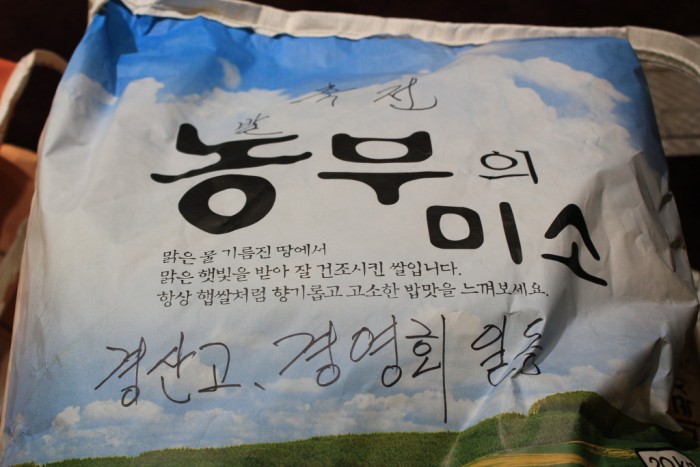 축 전
발
농부의
미소
맑은 물 기름진 땅에서
맑은 햇빛을 받아 잘 건조시킨 쌀입니다.
항상 햅쌀처럼 향기롭고 고소한 밥맛을 느껴보세요.
경산고、경영회 일동